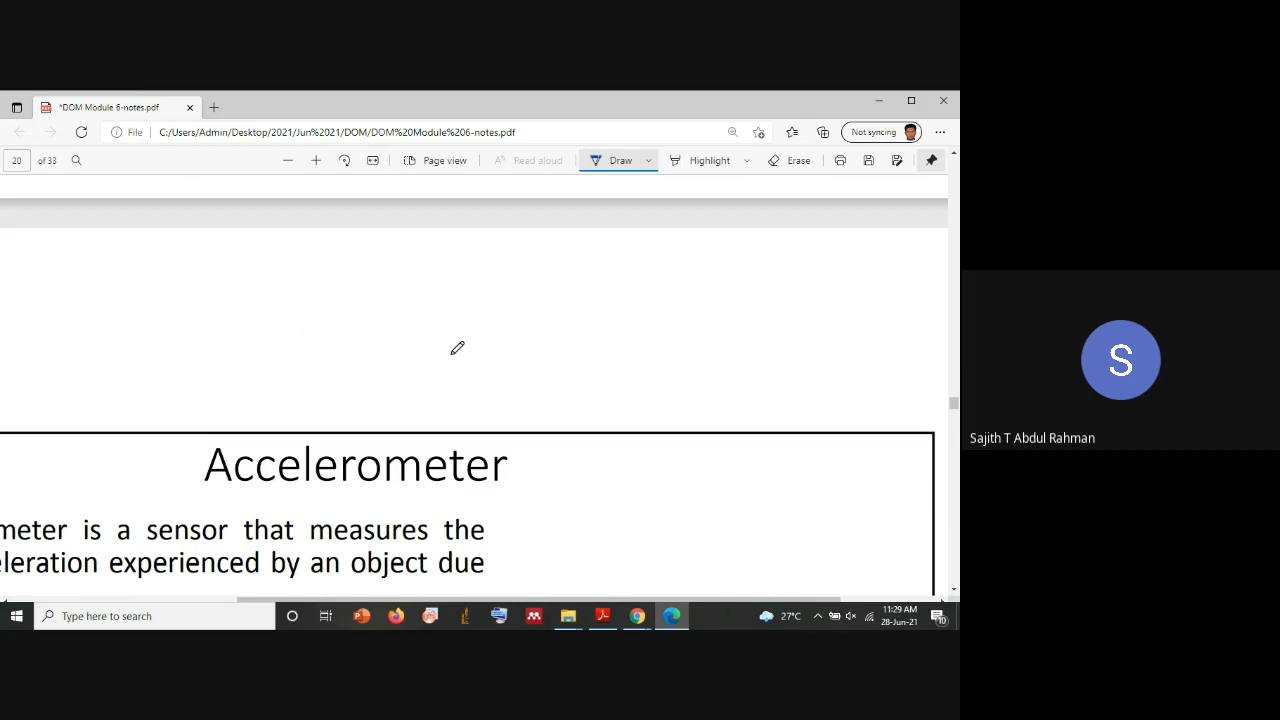 *DOM Module 6-notes.pdf
File
C:/Users/Admin/Desktop/2021/Jun%2021/DOM/DOM%20Module%206-notes.pdf
Not syncing
20 of 33
Page view
Read aloud
Draw
Highlight
Erase
Accelerometer
meter is a sensor that measures the
leration experienced by an object due
S
Sajith T Abdul Rahman
Type here to search
27°C
11:29 AM
28-Jun-21
10